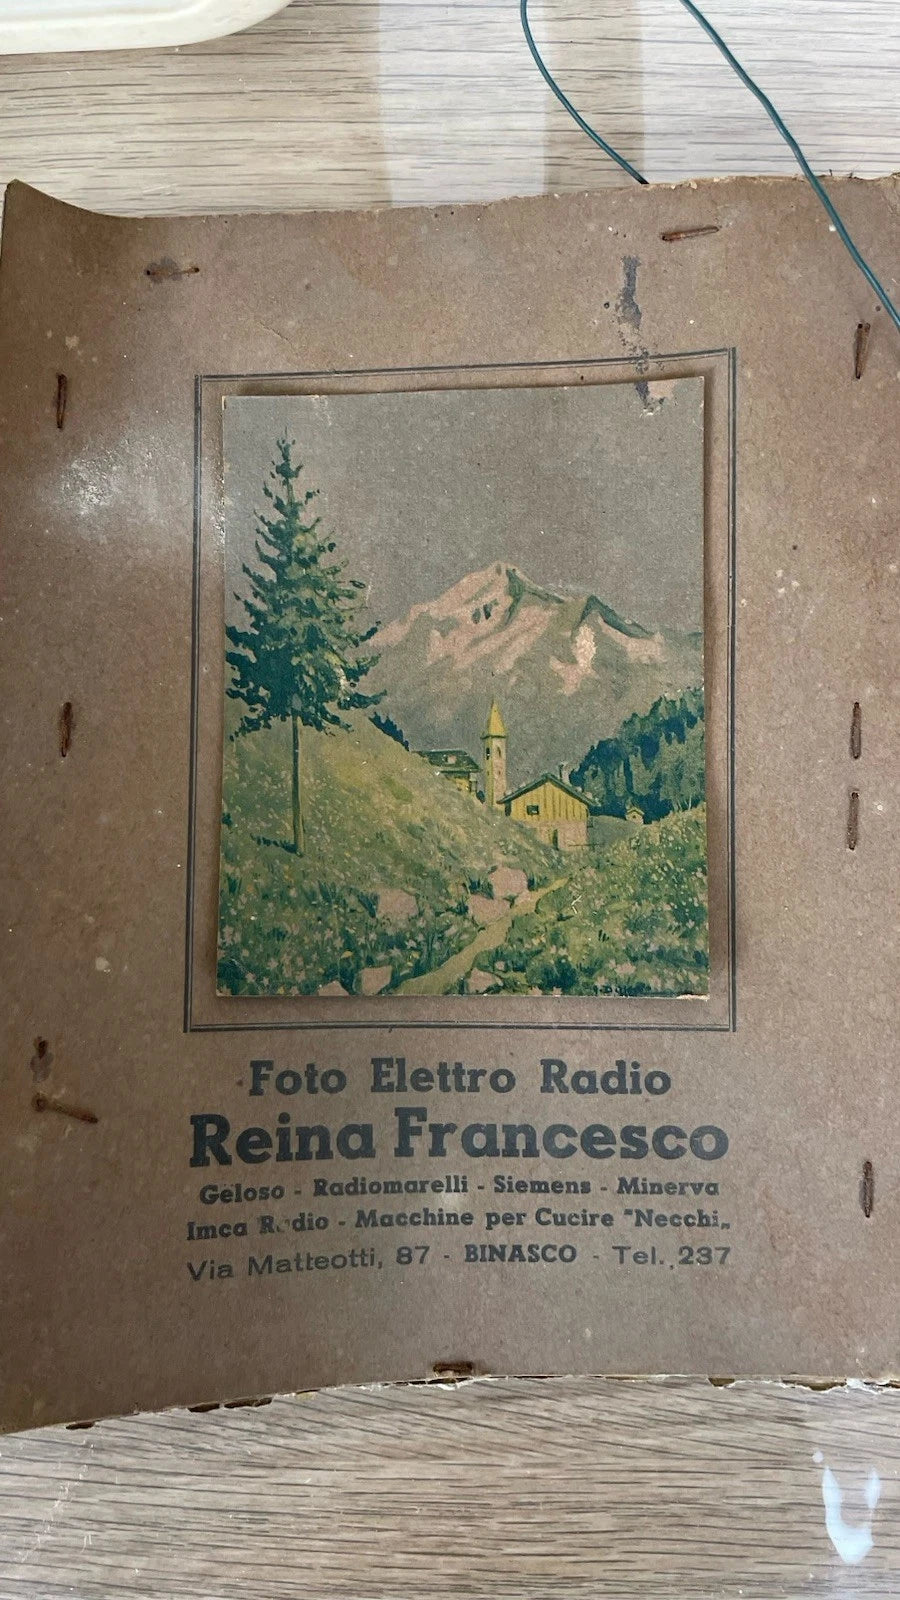 Foto Elettro Radio
Reina Francesco
Geloso - Radiomarelli - Siemens - Minerva
Imca Radio - Macchine per Cucire "Necchi„
Via Matteotti, 87 - BINASCO - Tel. 237